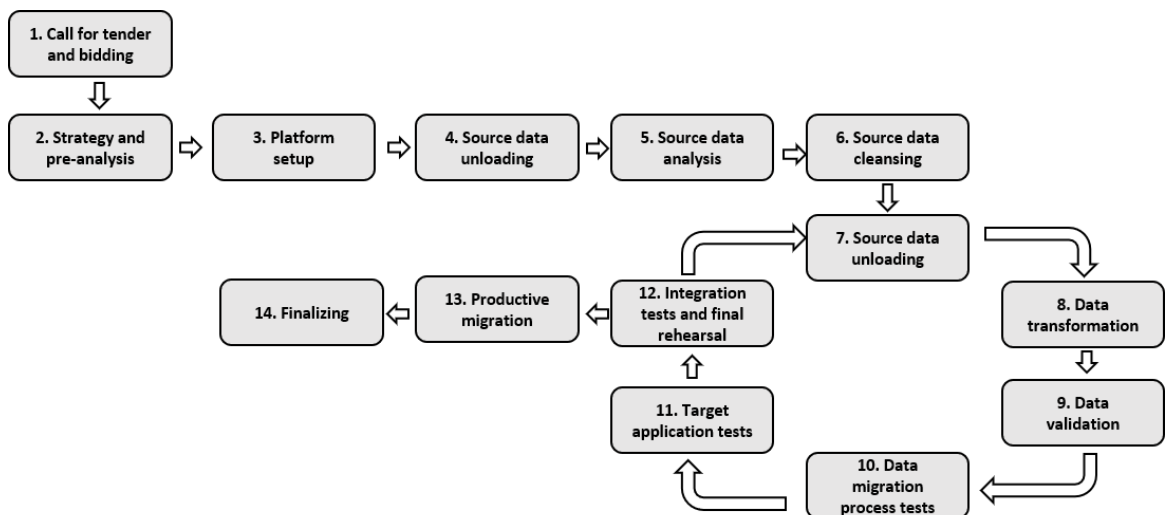 1. Call for tender
and bidding
2. Strategy and
pre-analysis
3. Platform
setup
4. Source data
unloading
5. Source data
analysis
6. Source data
cleansing
7. Source data
unloading
8. Data
transformation
9. Data
validation
10. Data
migration
process tests
11. Target
application tests
12. Integration
tests and final
rehearsal
13. Productive
migration
14. Finalizing